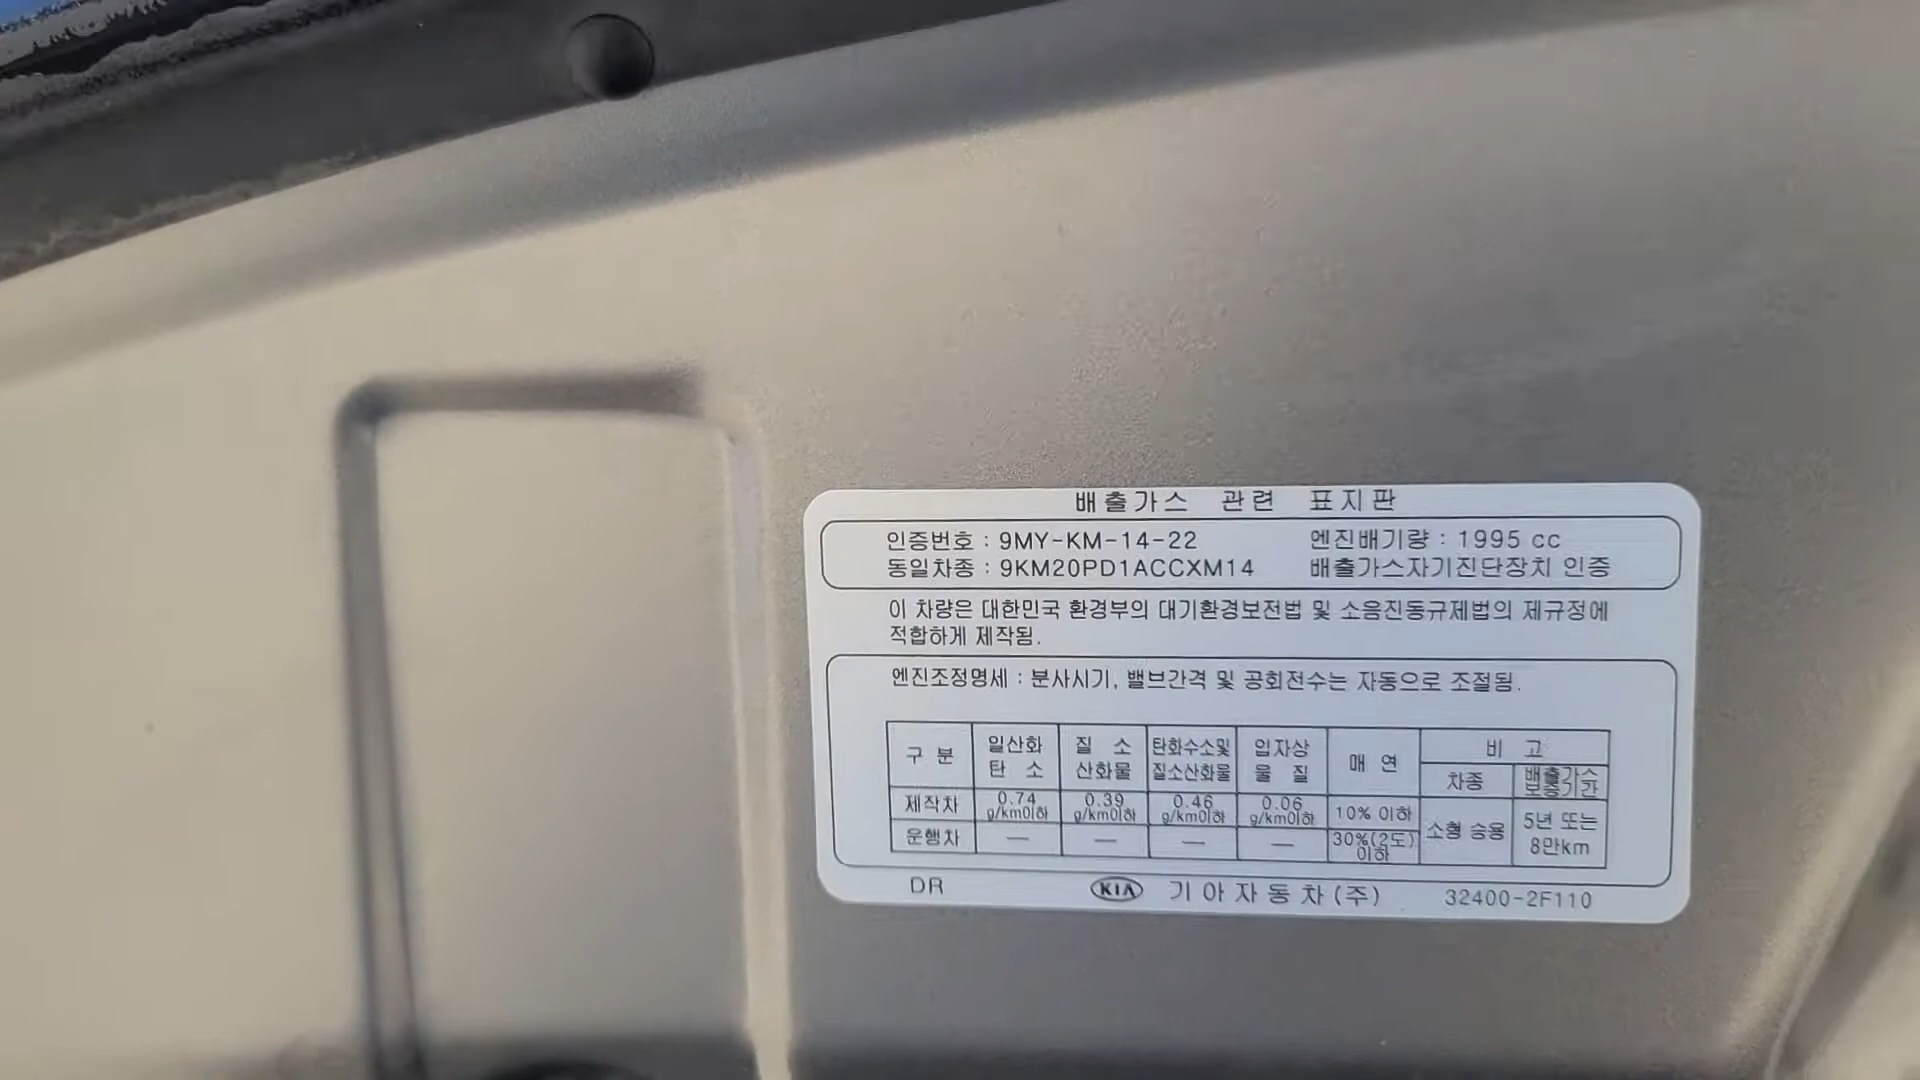 배출가스 관련 표지판
인증번호 : 9MY-KM-14-22 엔진배기량 : 1995 cc
동일차종 : 9KM20PD1ACCXM14 배출가스자기진단장치 인증
이 차량은 대한민국 환경부의 대기환경보전법 및 소음진동규제법의 제규정에
적합하게 제작됨.
엔진조정명세 : 분사시기, 밸브간격 및 공회전수는 자동으로 조절됨.
구 분 일산화 탄 소 질 소 산화물 탄화수소및 질소산화물 입자상 물 질 매 연 비 고
차종 배출가스 보증기간
제작차 0.74 g/km이하 0.39 g/km이하 0.46 g/km이하 0.06 g/km이하 10% 이하 소형 승용 5년 또는 8만km
운행차 — — — — 30%(2도) 이하
DR KIA 기아자동차(주) 32400-2F110